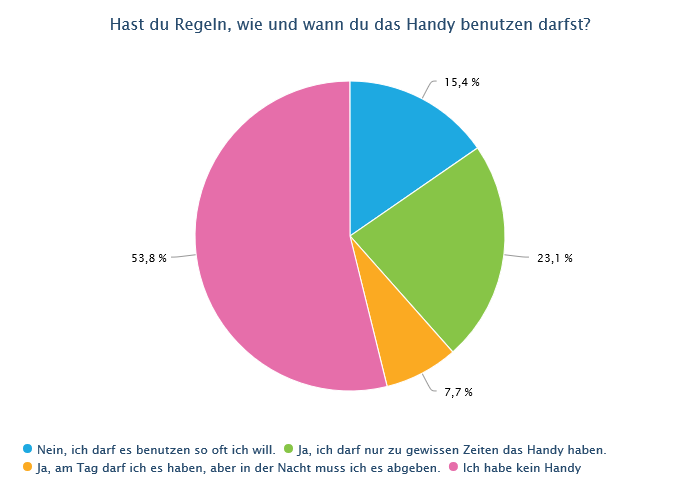 Hast du Regeln, wie und wann du das Handy benutzen darfst?
15,4 %
53,8 %
23,1 %
7,7 %
Nein, ich darf es benutzen so oft ich will. Ja, ich darf nur zu gewissen Zeiten das Handy haben.
Ja, am Tag darf ich es haben, aber in der Nacht muss ich es abgeben. Ich habe kein Handy